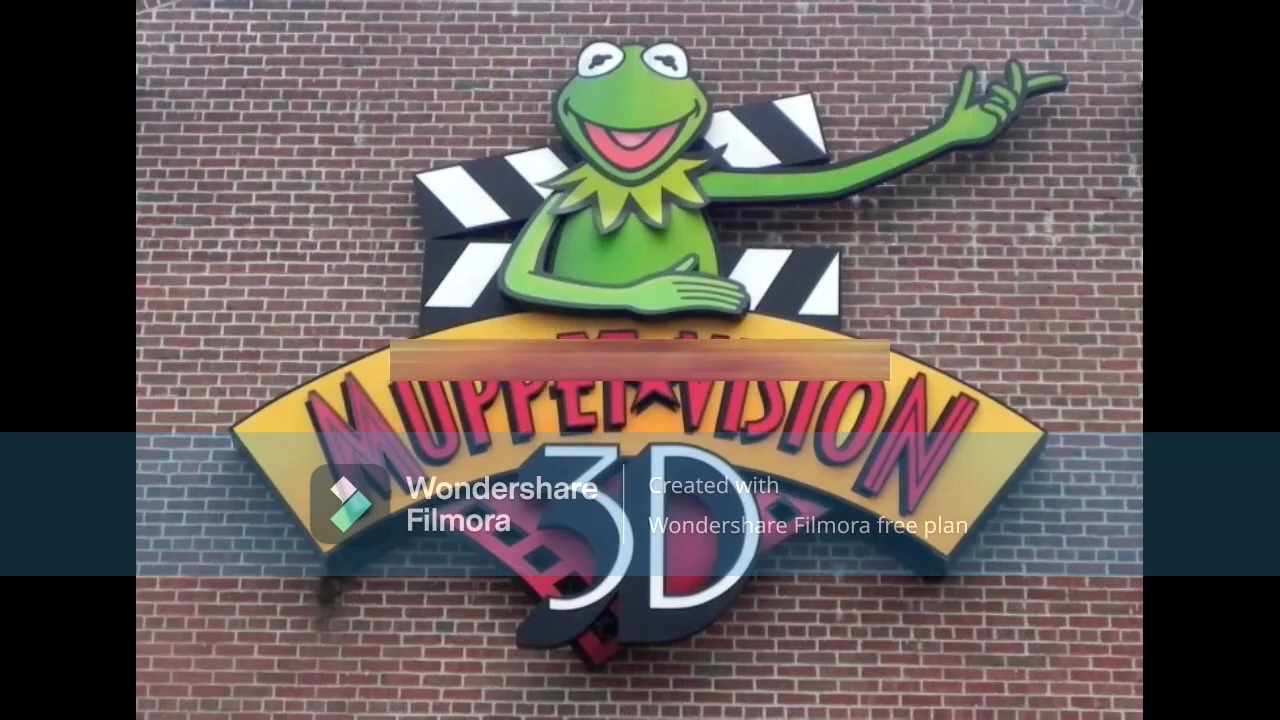 MUPPET★VISION
3D
Wondershare
Filmora
Created with
Wondershare Filmora free plan